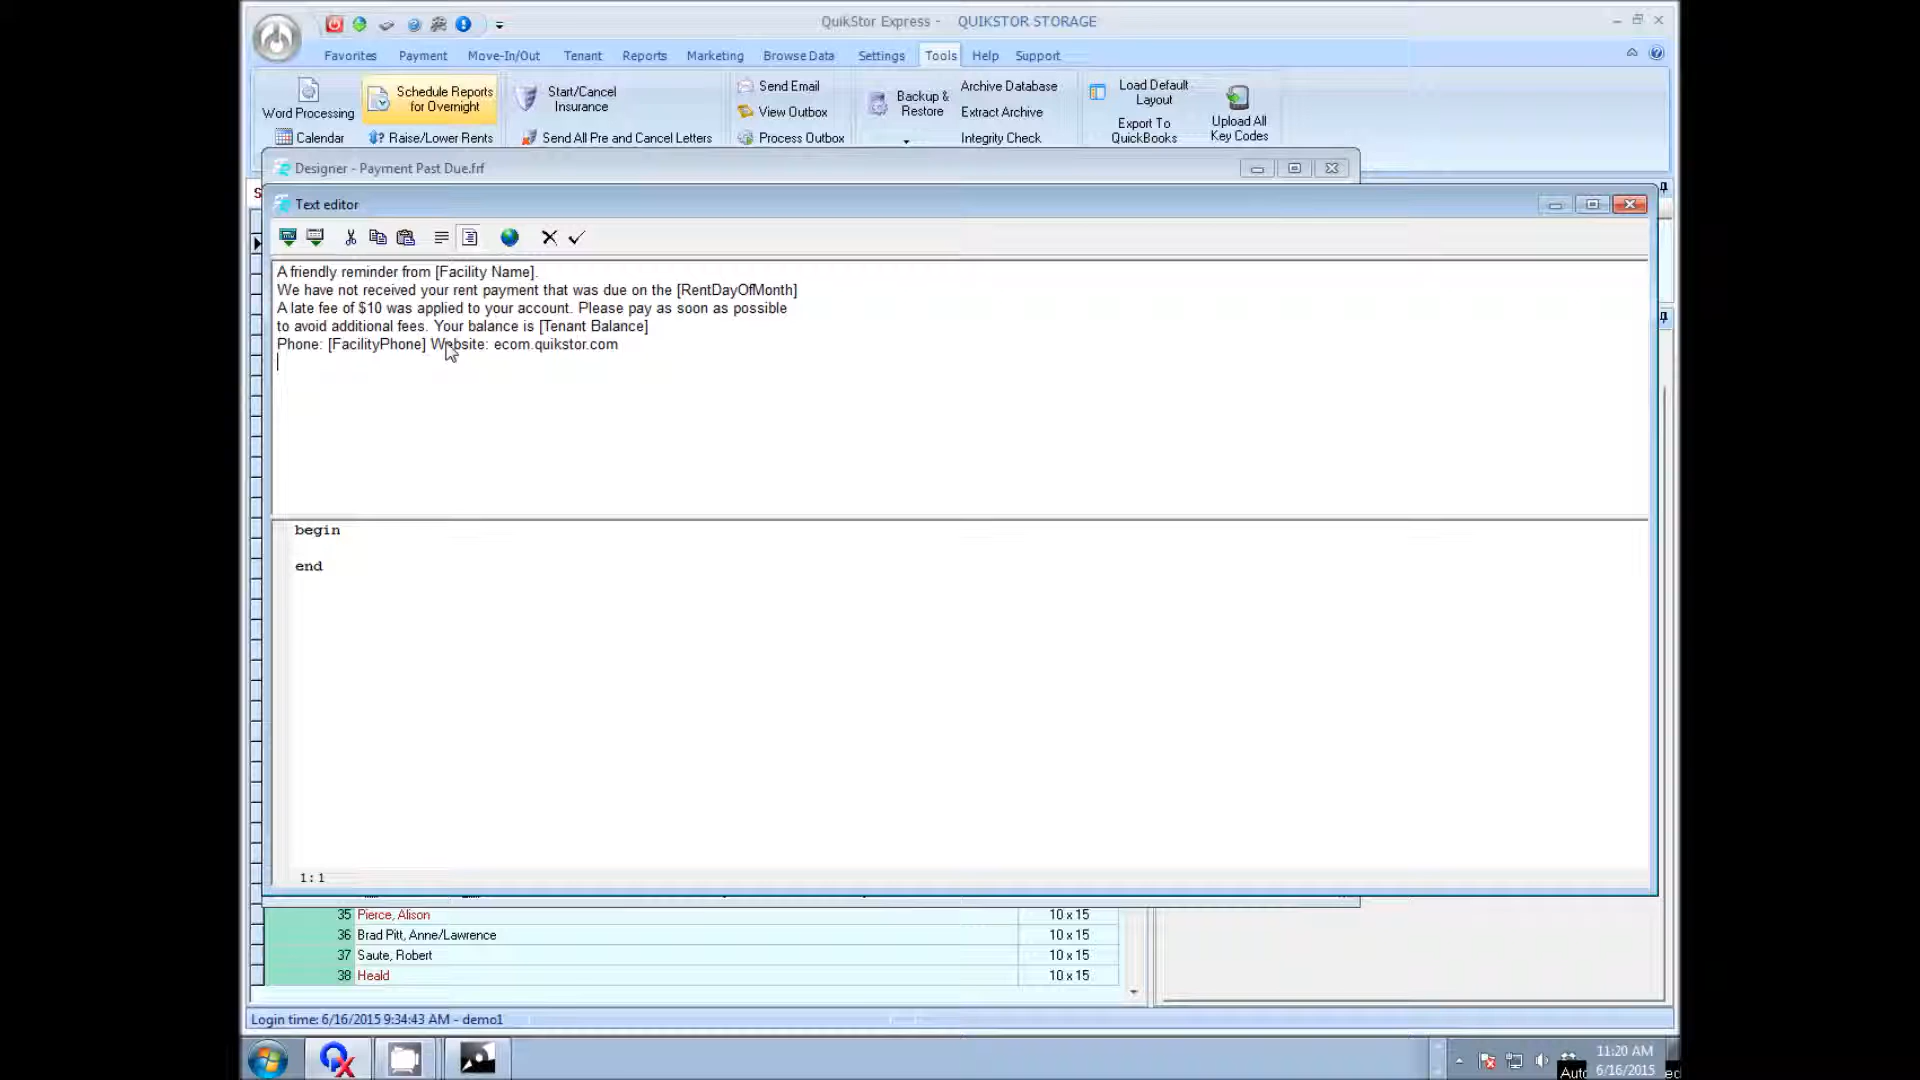 QuikStor Express - QUIKSTOR STORAGE
Favorites Payment Move-In/Out Tenant Reports Marketing Browse Data Settings Tools Help Support
Word Processing
Calendar
Schedule Reports
for Overnight
Raise/Lower Rents
Start/Cancel
Insurance
Send All Pre and Cancel Letters
Send Email
View Outbox
Process Outbox
Backup &
Restore
Archive Database
Extract Archive
Integrity Check
Load Default
Layout
Export To
QuickBooks
Upload All
Key Codes
Designer - Payment Past Due.frf
Text editor
A friendly reminder from [Facility Name].
We have not received your rent payment that was due on the [RentDayOfMonth]
A late fee of $10 was applied to your account. Please pay as soon as possible
to avoid additional fees. Your balance is [Tenant Balance]
Phone: [FacilityPhone] Website: ecom.quikstor.com
begin
end
1:1
35 Pierce, Alison 10 x 15
36 Brad Pitt, Anne/Lawrence 10 x 15
37 Saute, Robert 10 x 15
38 Heald 10 x 15
Login time: 6/16/2015 9:34:43 AM - demo1
11:20 AM
6/16/2015